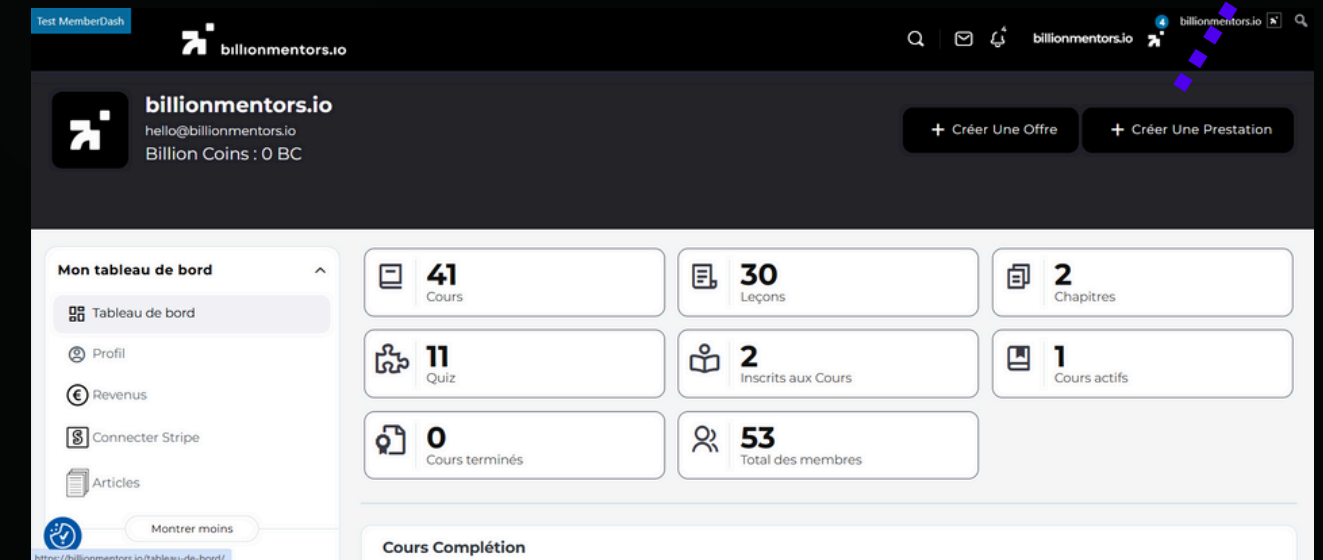 Test MemberDash
billionmentors.io
4
billionmentors.io
4
billionmentors.io
billionmentors.io
hello@billionmentors.io
Billion Coins : 0 BC
+ Créer Une Offre
+ Créer Une Prestation
Mon tableau de bord
Tableau de bord
Profil
Revenus
Connecter Stripe
Articles
Montrer moins
https://billionmentors.io/tableau-de-bord/
41
Cours
30
Leçons
2
Chapitres
11
Quiz
2
Inscrits aux Cours
1
Cours actifs
0
Cours terminés
53
Total des membres
Cours Complétion